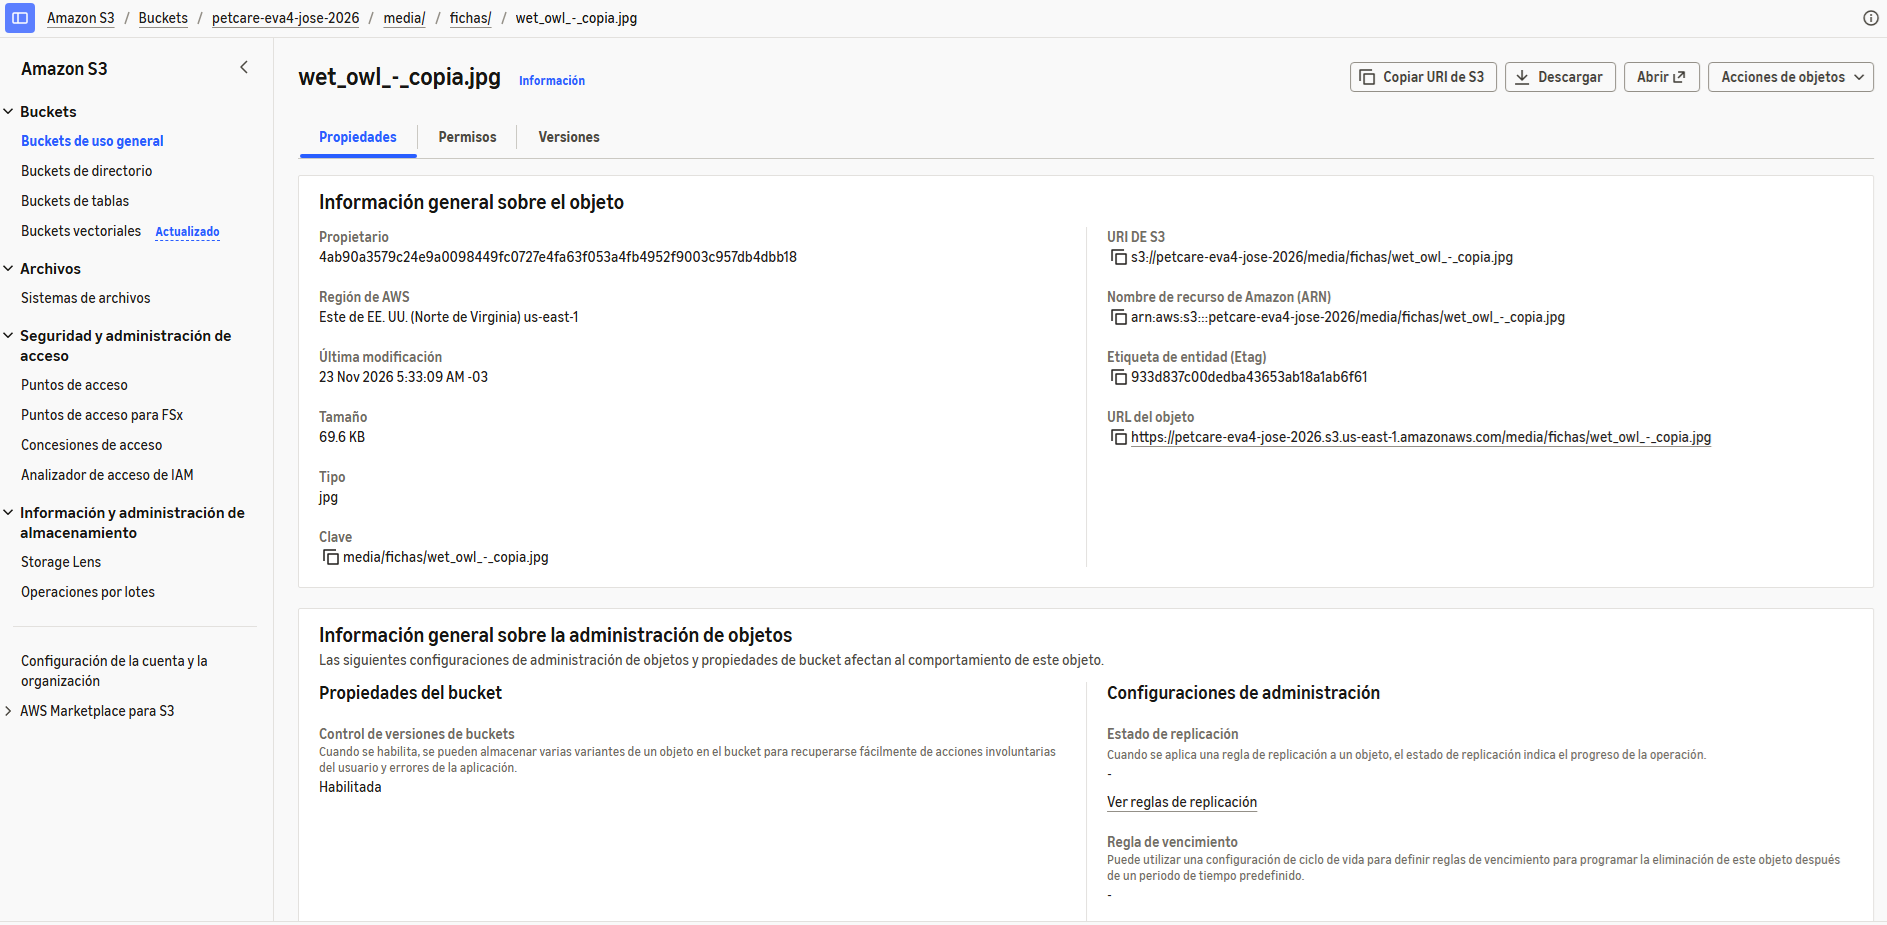 Amazon S3 / Buckets / petcare-eva4-jose-2026 / media/ / fichas/ / wet_owl_-_copia.jpg
Amazon S3
Buckets
Buckets de uso general
Buckets de directorio
Buckets de tablas
Buckets vectoriales Actualizado
Archivos
Sistemas de archivos
Seguridad y administración de
acceso
Puntos de acceso
Puntos de acceso para FSx
Concesiones de acceso
Analizador de acceso de IAM
Información y administración de
almacenamiento
Storage Lens
Operaciones por lotes
Configuración de la cuenta y la
organización
AWS Marketplace para S3
wet_owl_-_copia.jpg Información
Copiar URI de S3 Descargar Abrir Acciones de objetos
Propiedades Permisos Versiones
Información general sobre el objeto
Propietario
4ab90a3579c24e9a0098449fc0727e4fa63f053a4fb4952f9003c957db4dbb18
Región de AWS
Este de EE. UU. (Norte de Virginia) us-east-1
Última modificación
23 Nov 2026 5:33:09 AM -03
Tamaño
69.6 KB
Tipo
jpg
Clave
media/fichas/wet_owl_-_copia.jpg
URI DE S3
s3://petcare-eva4-jose-2026/media/fichas/wet_owl_-_copia.jpg
Nombre de recurso de Amazon (ARN)
arn:aws:s3:::petcare-eva4-jose-2026/media/fichas/wet_owl_-_copia.jpg
Etiqueta de entidad (Etag)
933d837c00dedba43653ab18a1ab6f61
URL del objeto
https://petcare-eva4-jose-2026.s3.us-east-1.amazonaws.com/media/fichas/wet_owl_-_copia.jpg
Información general sobre la administración de objetos
Las siguientes configuraciones de administración de objetos y propiedades de bucket afectan al comportamiento de este objeto.
Propiedades del bucket
Control de versiones de buckets
Cuando se habilita, se pueden almacenar varias variantes de un objeto en el bucket para recuperarse fácilmente de acciones involuntarias
del usuario y errores de la aplicación.
Habilitada
Configuraciones de administración
Estado de replicación
Cuando se aplica una regla de replicación a un objeto, el estado de replicación indica el progreso de la operación.
-
Ver reglas de replicación
Regla de vencimiento
Puede utilizar una configuración de ciclo de vida para definir reglas de vencimiento para programar la eliminación de este objeto después
de un periodo de tiempo predefinido.
-